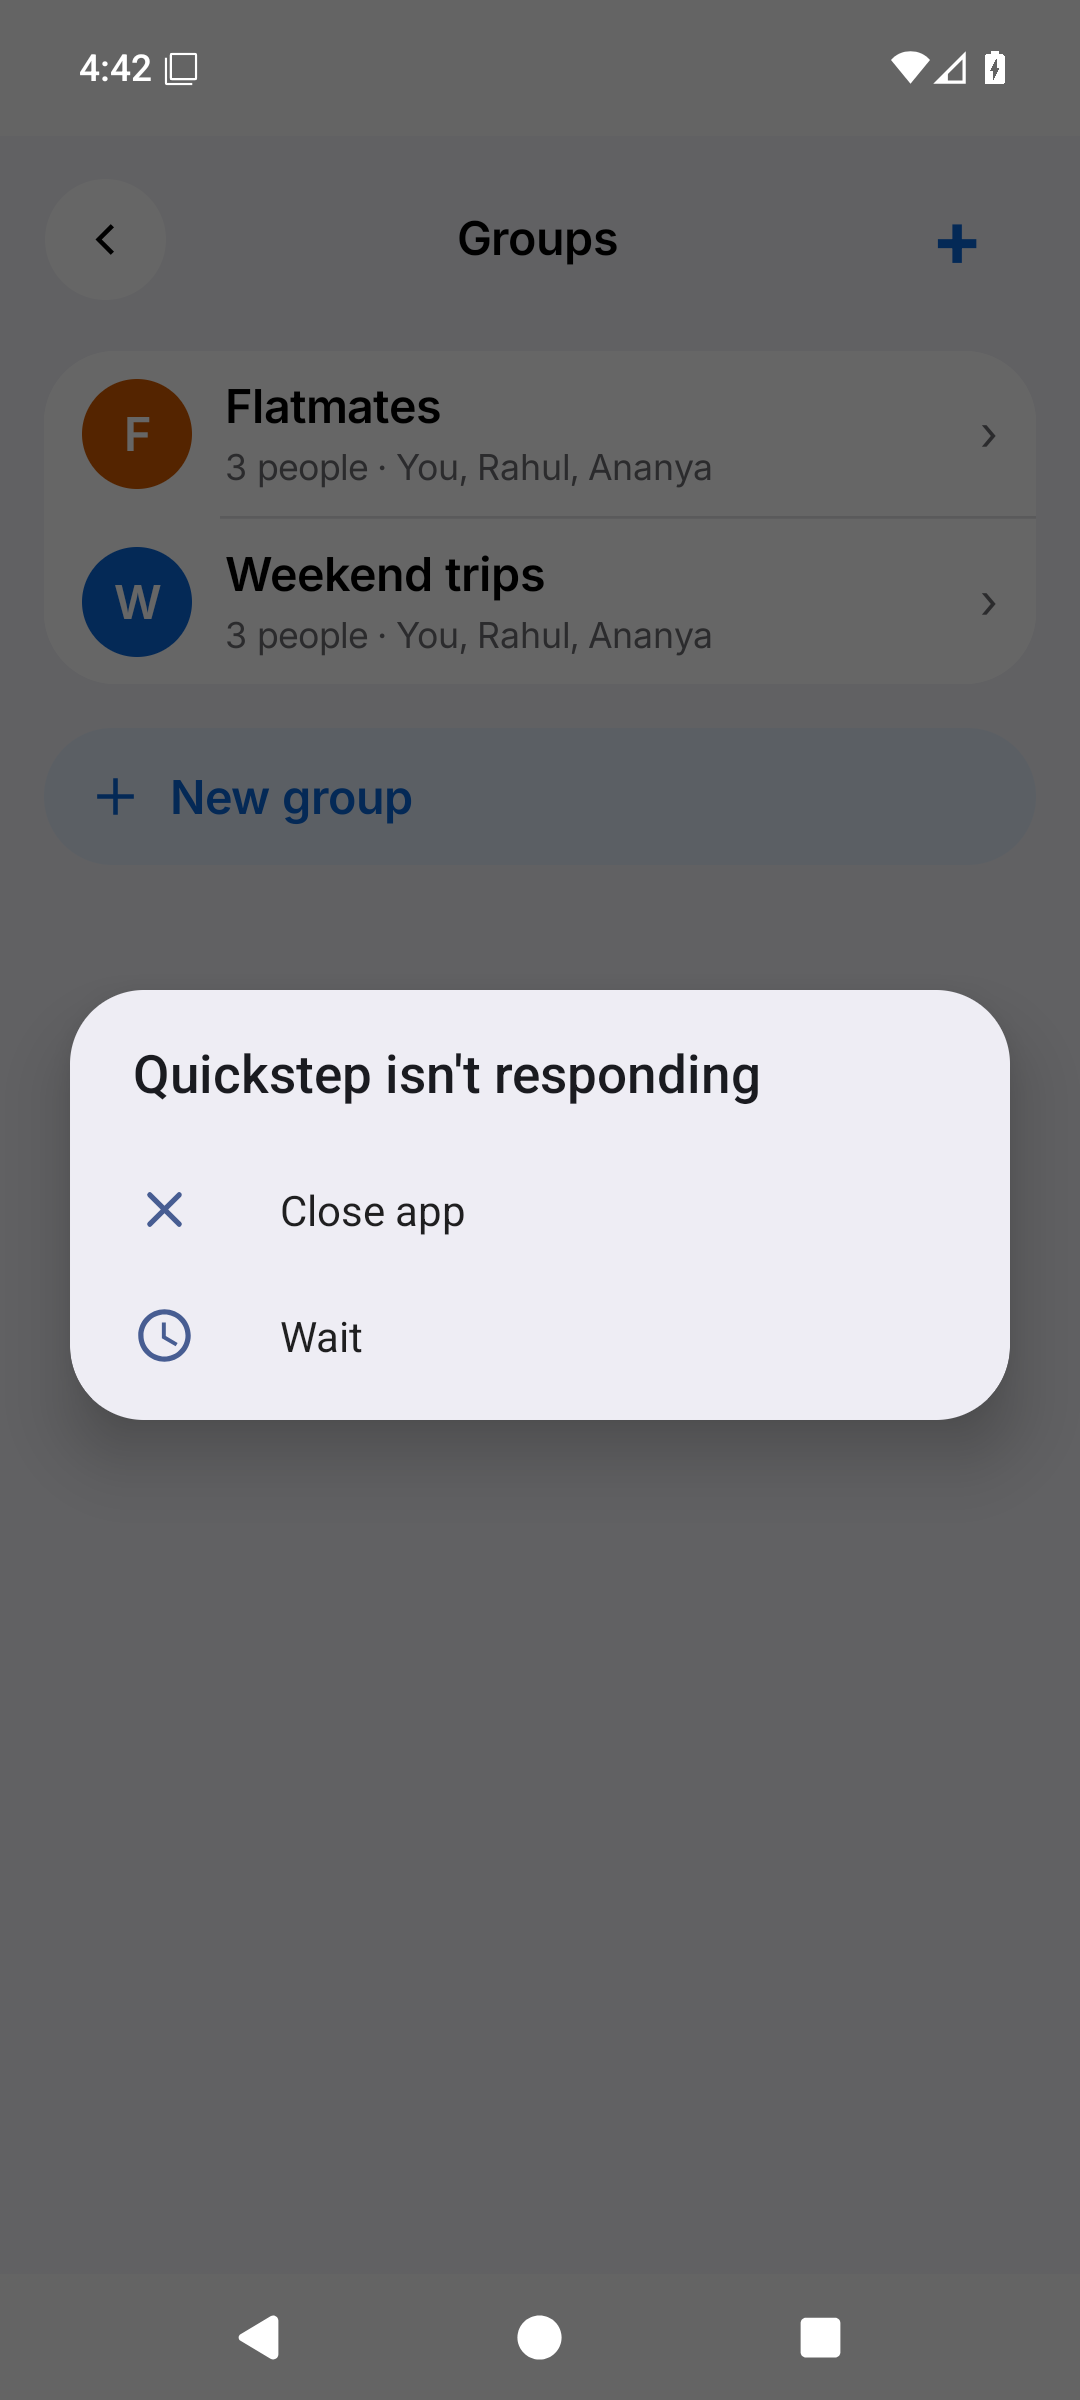 4:42
Groups
+
F
Flatmates
3 people · You, Rahul, Ananya
W
Weekend trips
3 people · You, Rahul, Ananya
+ New group
Quickstep isn't responding
Close app
Wait